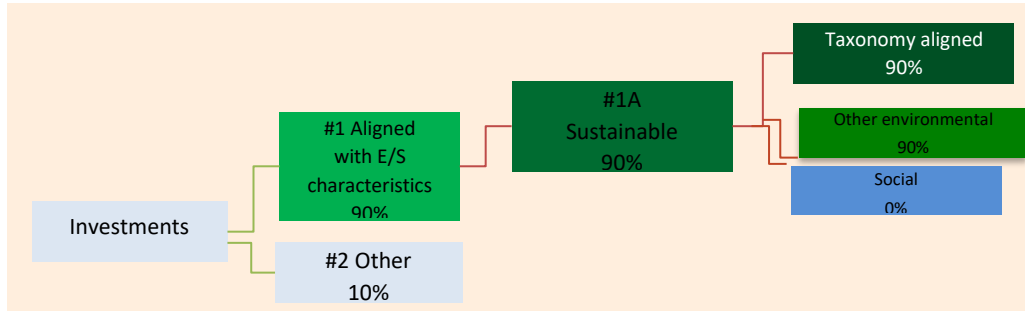 Investments
#1 Aligned
with E/S
characteristics
90%
#2 Other
10%
#1A
Sustainable
90%
Taxonomy aligned
90%
Other environmental
90%
Social
0%